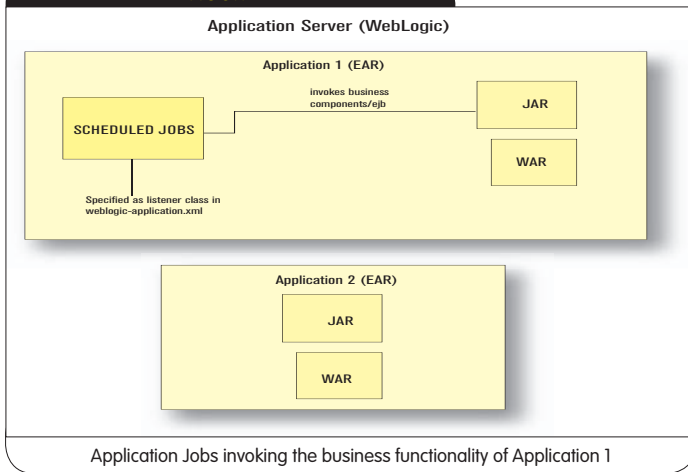 Application Server (WebLogic)
Application 1 (EAR)
invokes business
components/ejb
SCHEDULED JOBS
JAR
WAR
Specified as listener class in
weblogic-application.xml
Application 2 (EAR)
JAR
WAR
Application Jobs invoking the business functionality of Application 1